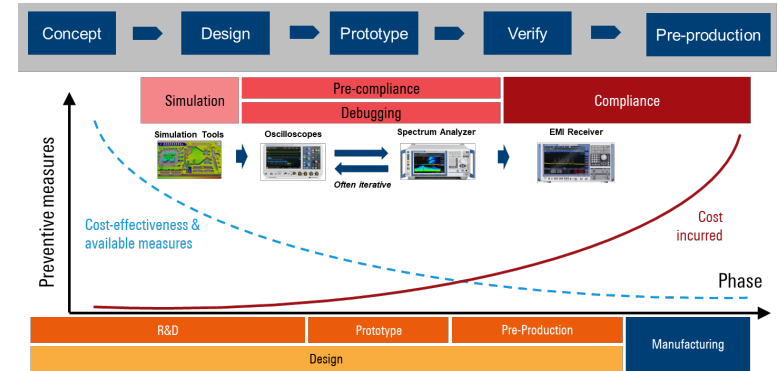 Concept
Design
Prototype
Verify
Pre-production
Simulation
Pre-compliance
Debugging
Compliance
Simulation Tools
Oscilloscopes
Spectrum Analyzer
EMI Receiver
Often iterative
Preventive measures
Cost-effectiveness &
available measures
Cost
incurred
Phase
R&D
Prototype
Pre-Production
Manufacturing
Design